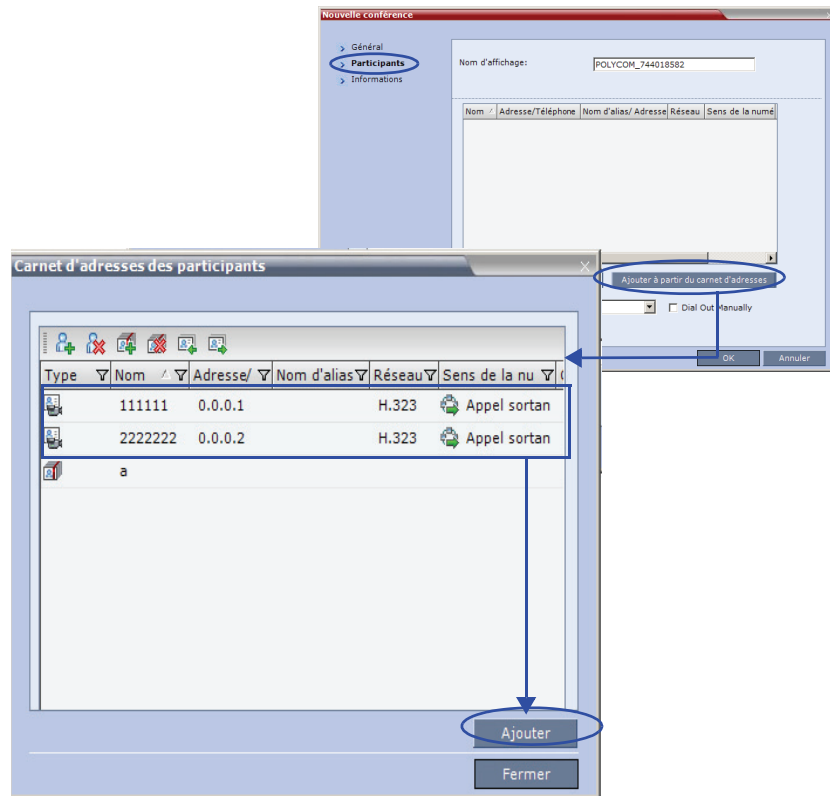 Nouvelle conférence
Général
Participants
Informations
Nom d'affichage:
POLYCOM_744018582
Nom Adresse/Téléphone Nom d'alias/ Adresse Réseau Sens de la numé
Ajouter à partir du carnet d'adresses
Dial Out Manually
OK Annuler
Carnet d'adresses des participants
Type Nom Adresse/ Nom d'alias Réseau Sens de la nu
111111 0.0.0.1 H.323 Appel sortan
2222222 0.0.0.2 H.323 Appel sortan
a
Ajouter
Fermer